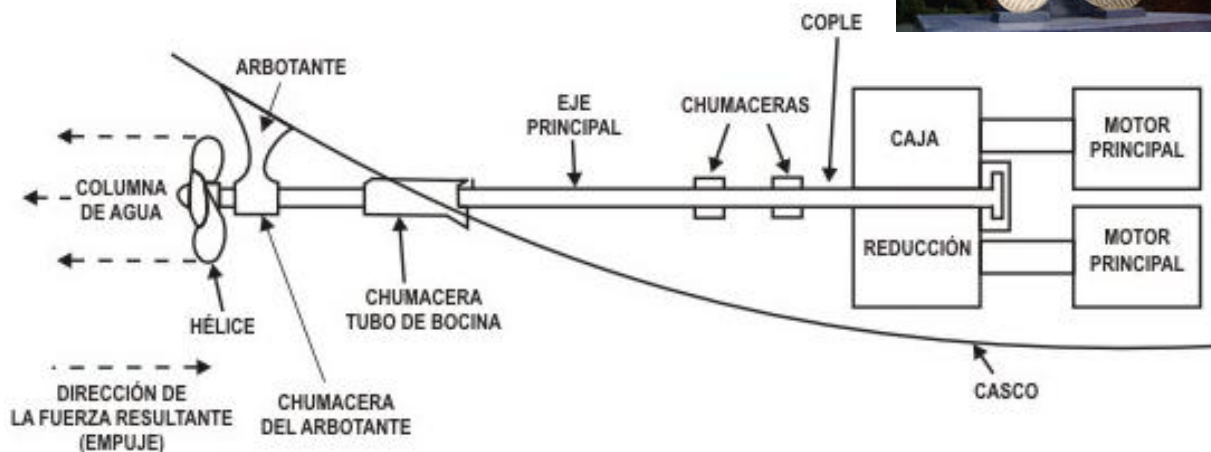 COPLE
ARBOTANTE
EJE
PRINCIPAL
CHUMACERAS
CAJA
MOTOR
PRINCIPAL
COLUMNA
DE AGUA
REDUCCIÓN
MOTOR
PRINCIPAL
HÉLICE
CHUMACERA
TUBO DE BOCINA
DIRECCIÓN DE
LA FUERZA RESULTANTE
(EMPUJE)
CHUMACERA
DEL ARBOTANTE
CASCO